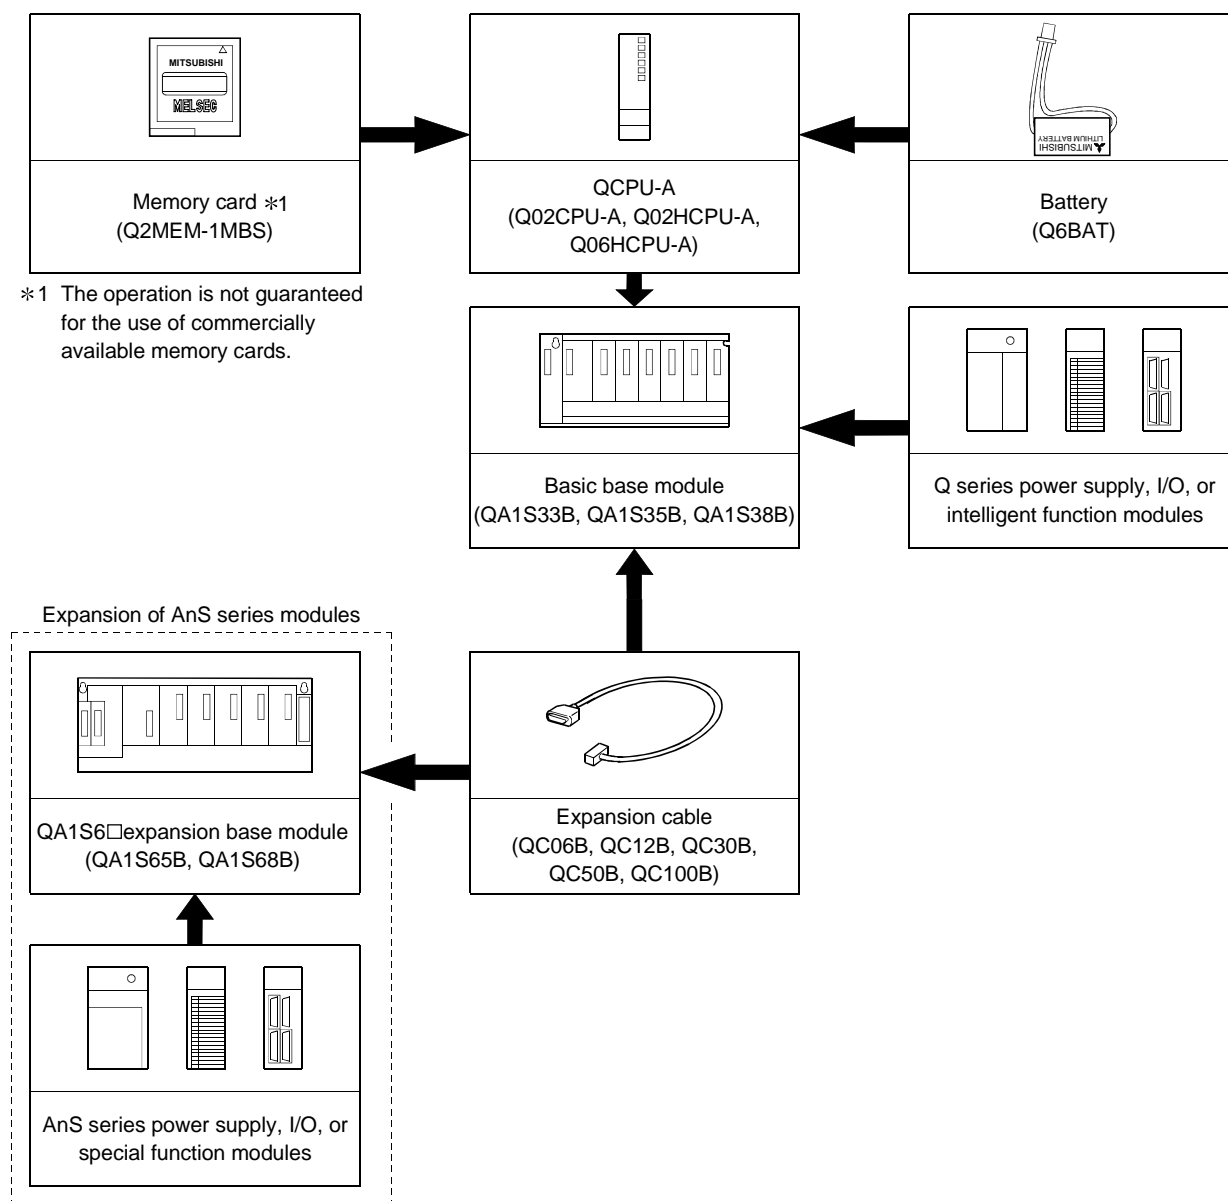 MITSUBISHI
MELSEC
Memory card *1
(Q2MEM-1MBS)
QCPU-A
(Q02CPU-A, Q02HCPU-A,
Q06HCPU-A)
MITSUBISHI
LITHIUM BATTERY
Battery
(Q6BAT)
*1 The operation is not guaranteed
for the use of commercially
available memory cards.
Basic base module
(QA1S33B, QA1S35B, QA1S38B)
Q series power supply, I/O, or
intelligent function modules
Expansion of AnS series modules
QA1S6□expansion base module
(QA1S65B, QA1S68B)
Expansion cable
(QC06B, QC12B, QC30B,
QC50B, QC100B)
AnS series power supply, I/O, or
special function modules